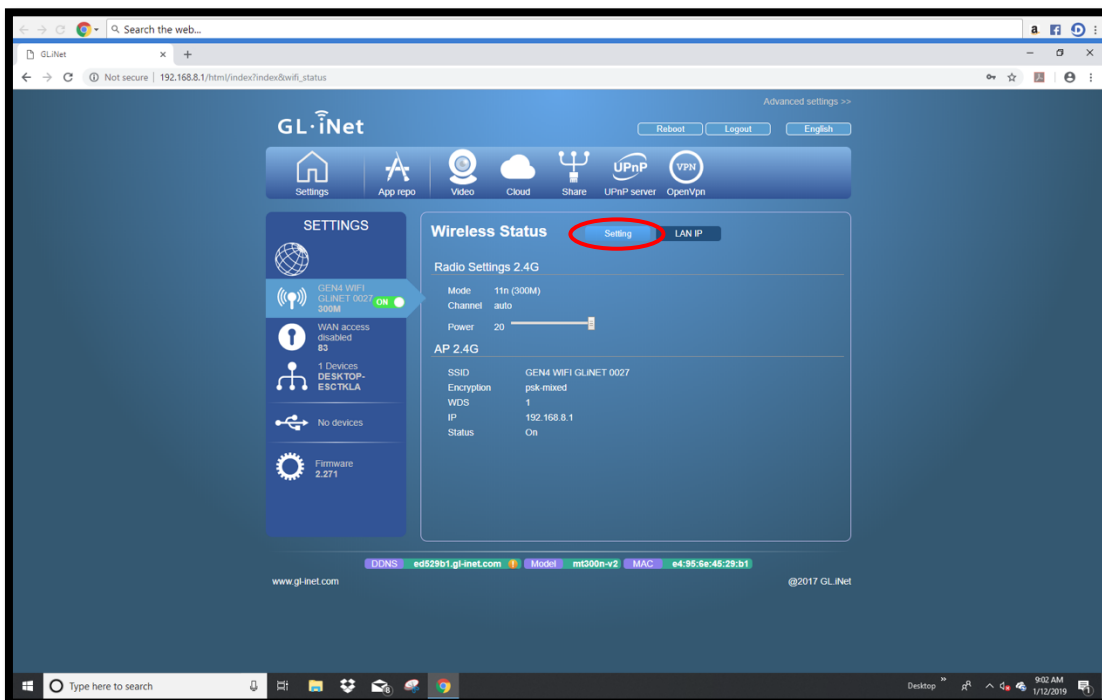 Search the web...
GLiNet
Not secure | 192.168.8.1/html/index?index&wifi_status
Advanced settings >>
GL·iNet
Reboot Logout English
Settings App repo Video Cloud Share UPnP server OpenVpn
UPnP VPN
SETTINGS
GEN4 WIFI
GLINET 0027 ON
300M
WAN access
disabled
83
1 Devices
DESKTOP-
ESCTKLA
No devices
Firmware
2.271
Wireless Status Setting LAN IP
Radio Settings 2.4G
Mode 11n (300M)
Channel auto
Power 20
AP 2.4G
SSID GEN4 WIFI GLINET 0027
Encryption psk-mixed
WDS 1
IP 192.168.8.1
Status On
DDNS ed529b1.gl-inet.com Model mt300n-v2 MAC e4:95:6e:45:29:b1
www.gl-inet.com @2017 GL.iNet
Type here to search
Desktop 9:02 AM
1/12/2019